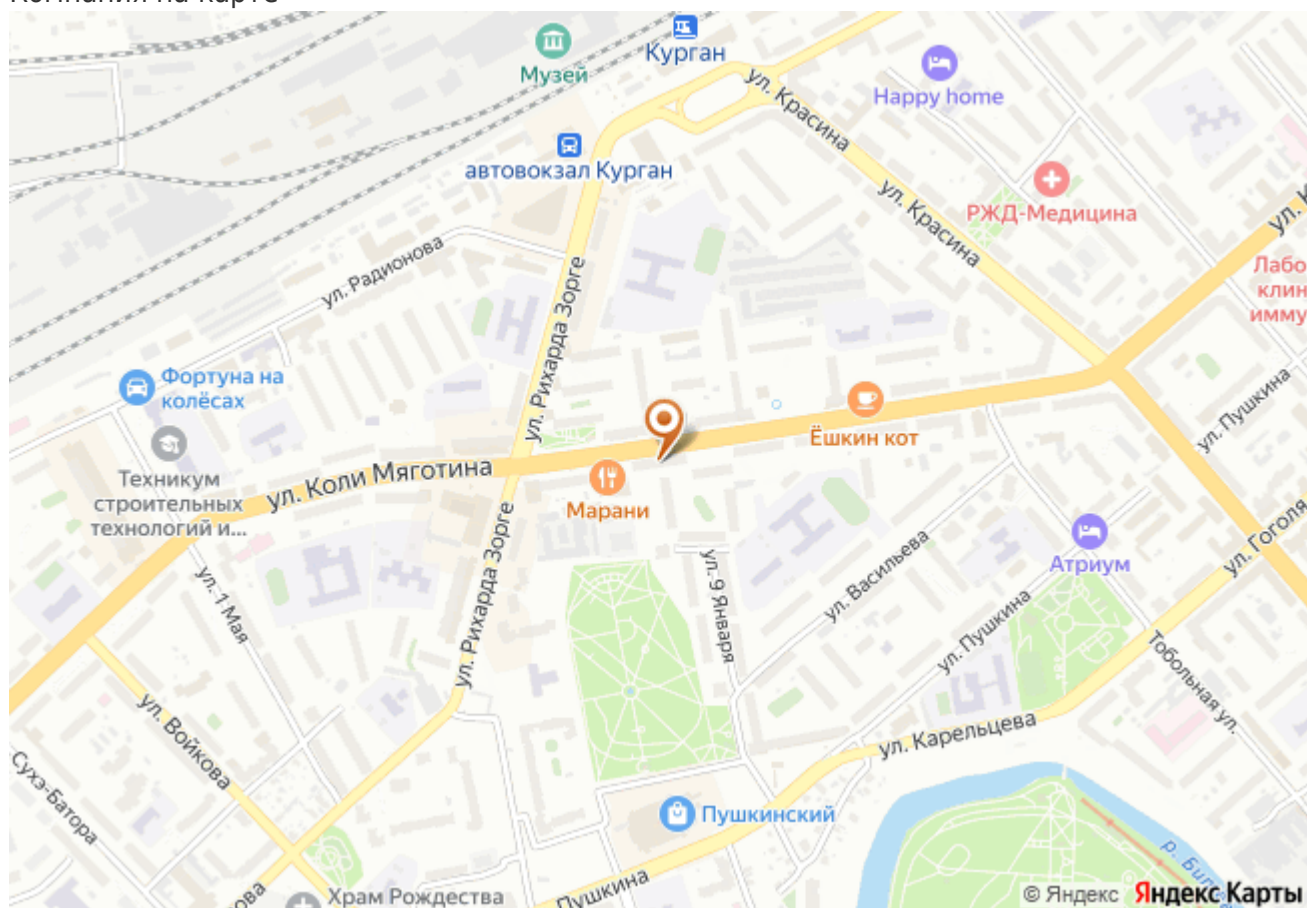 Компания на карте
Музей
Курган
Happy home
ул. Красина
автовокзал Курган
РЖД-Медицина
ул. Красина
ул. Радионова
ул. Рихарда Зорге
Фортуна на
колёсах
Ёшкин кот
ул. Пушкина
Техникум
строительных
технологий и...
ул. Коли Мяготина
Марани
ул. Рихарда Зорге
ул. 9 Января
ул. Васильева
Атриум
ул. Гоголя
ул. 1 Мая
ул. Пушкина
Тобольная ул.
ул. Войкова
ул. Карельцева
Сухэ-Батора
Пушкинский
Храм Рождества
Пушкина
© Яндекс Яндекс Карты